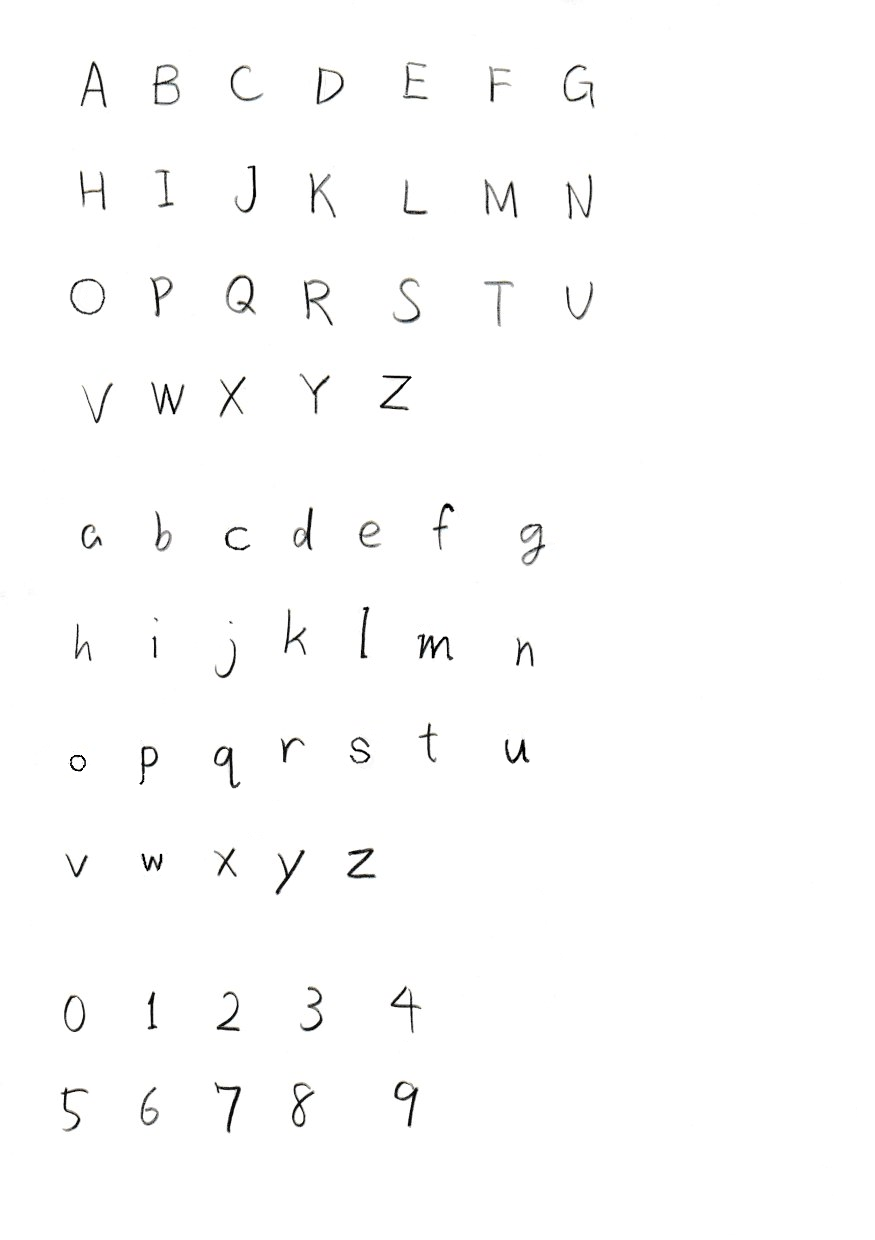 A B C D E F G
H I J K L M N
O P Q R S T U
V W X Y Z
a b c d e f g
h i j k l m n
o p q r s t u
v w x y z
0 1 2 3 4
5 6 7 8 9